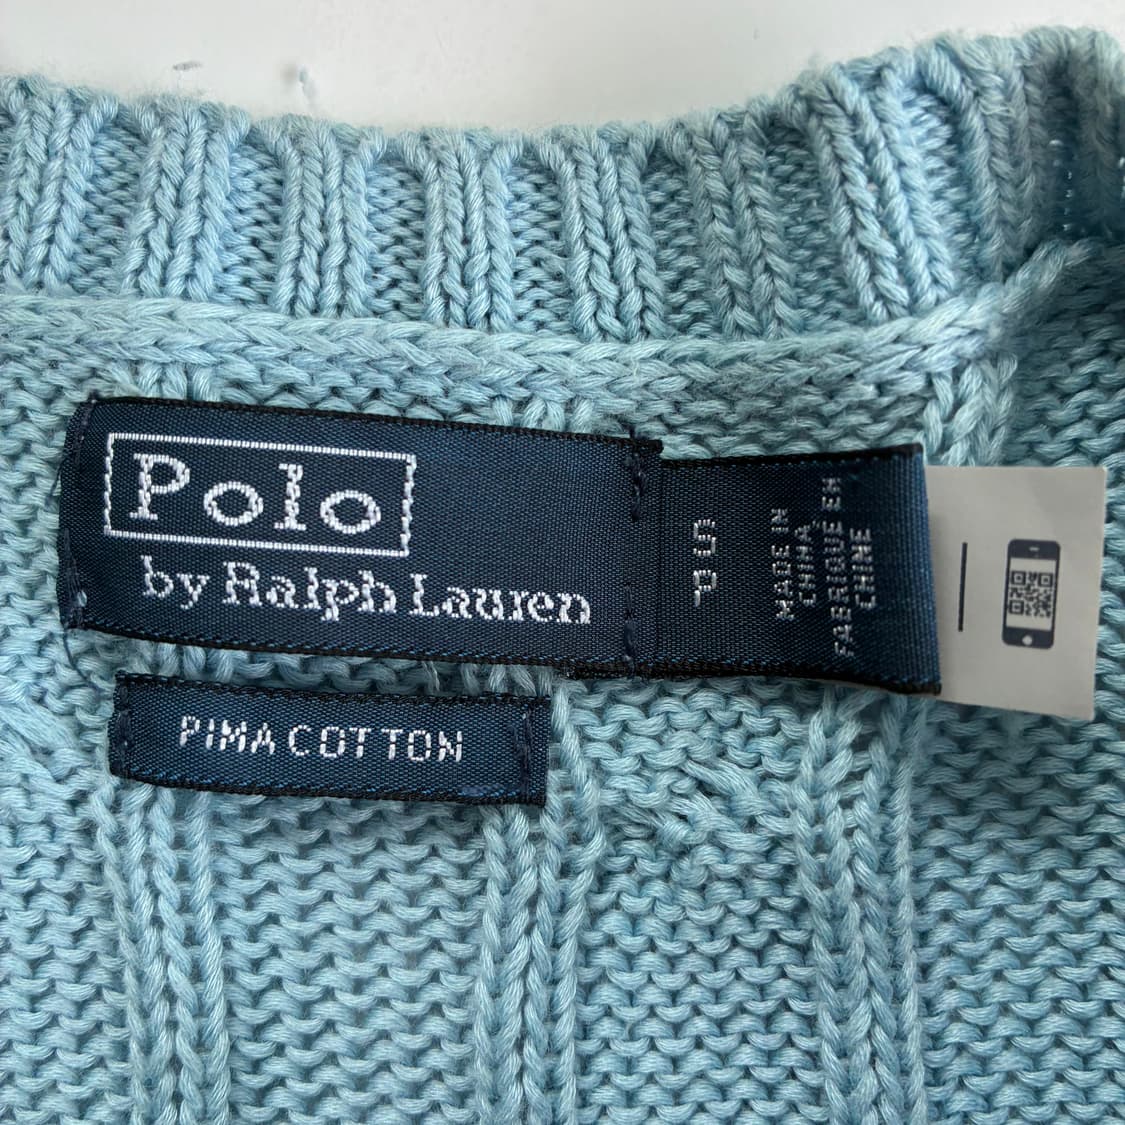 Polo
by Ralph Lauren
S
P
MADE IN
CHINA
FABRIQUE EN
CHINE
PIMA COTTON